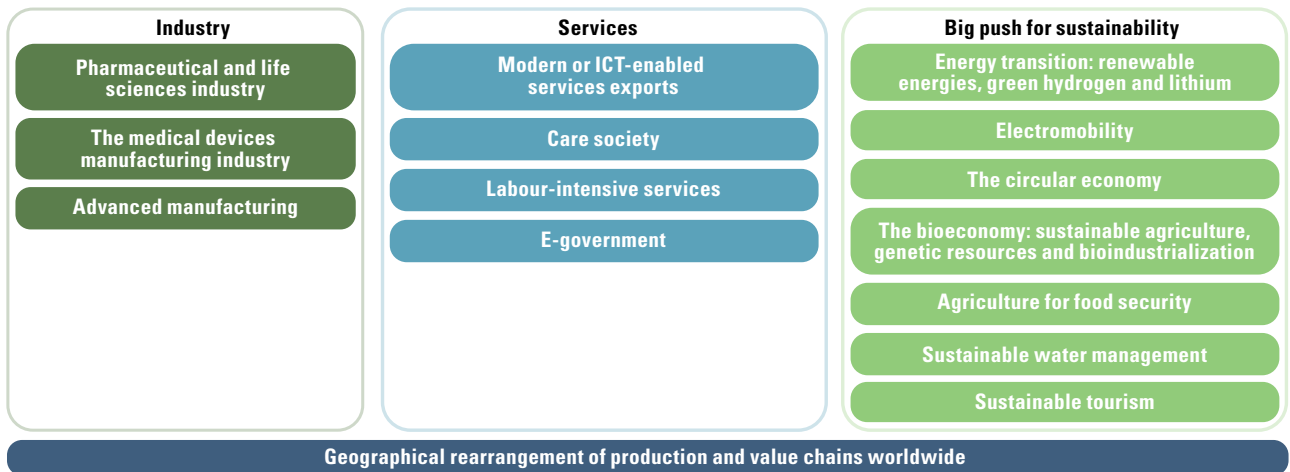 Industry
Pharmaceutical and life
sciences industry
The medical devices
manufacturing industry
Advanced manufacturing
Services
Modern or ICT-enabled
services exports
Care society
Labour-intensive services
E-government
Big push for sustainability
Energy transition: renewable
energies, green hydrogen and lithium
Electromobility
The circular economy
The bioeconomy: sustainable agriculture,
genetic resources and bioindustrialization
Agriculture for food security
Sustainable water management
Sustainable tourism
Geographical rearrangement of production and value chains worldwide